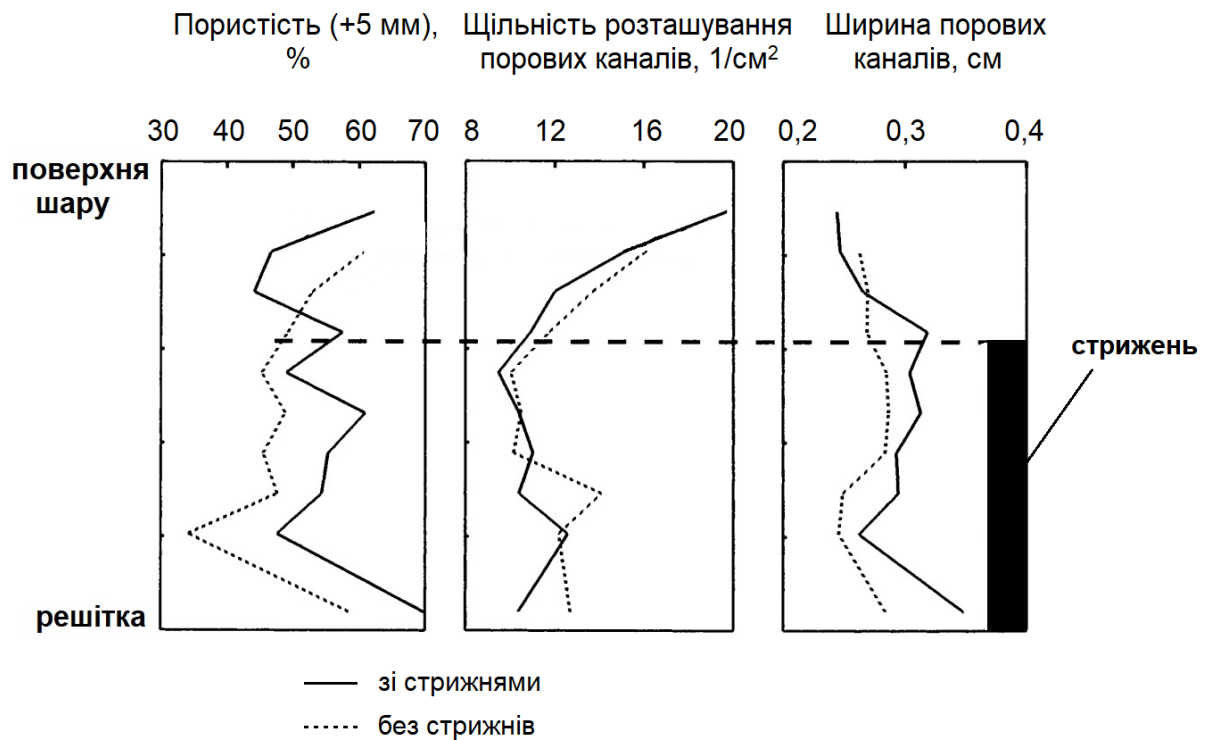 Пористість (+5 мм),
%
Щільність розташування
порових каналів, 1/см²
Ширина порових
каналів, см
30 40 50 60 70
8 12 16 20
0,2 0,3 0,4
поверхня
шару
стрижень
решітка
зі стрижнями
без стрижнів